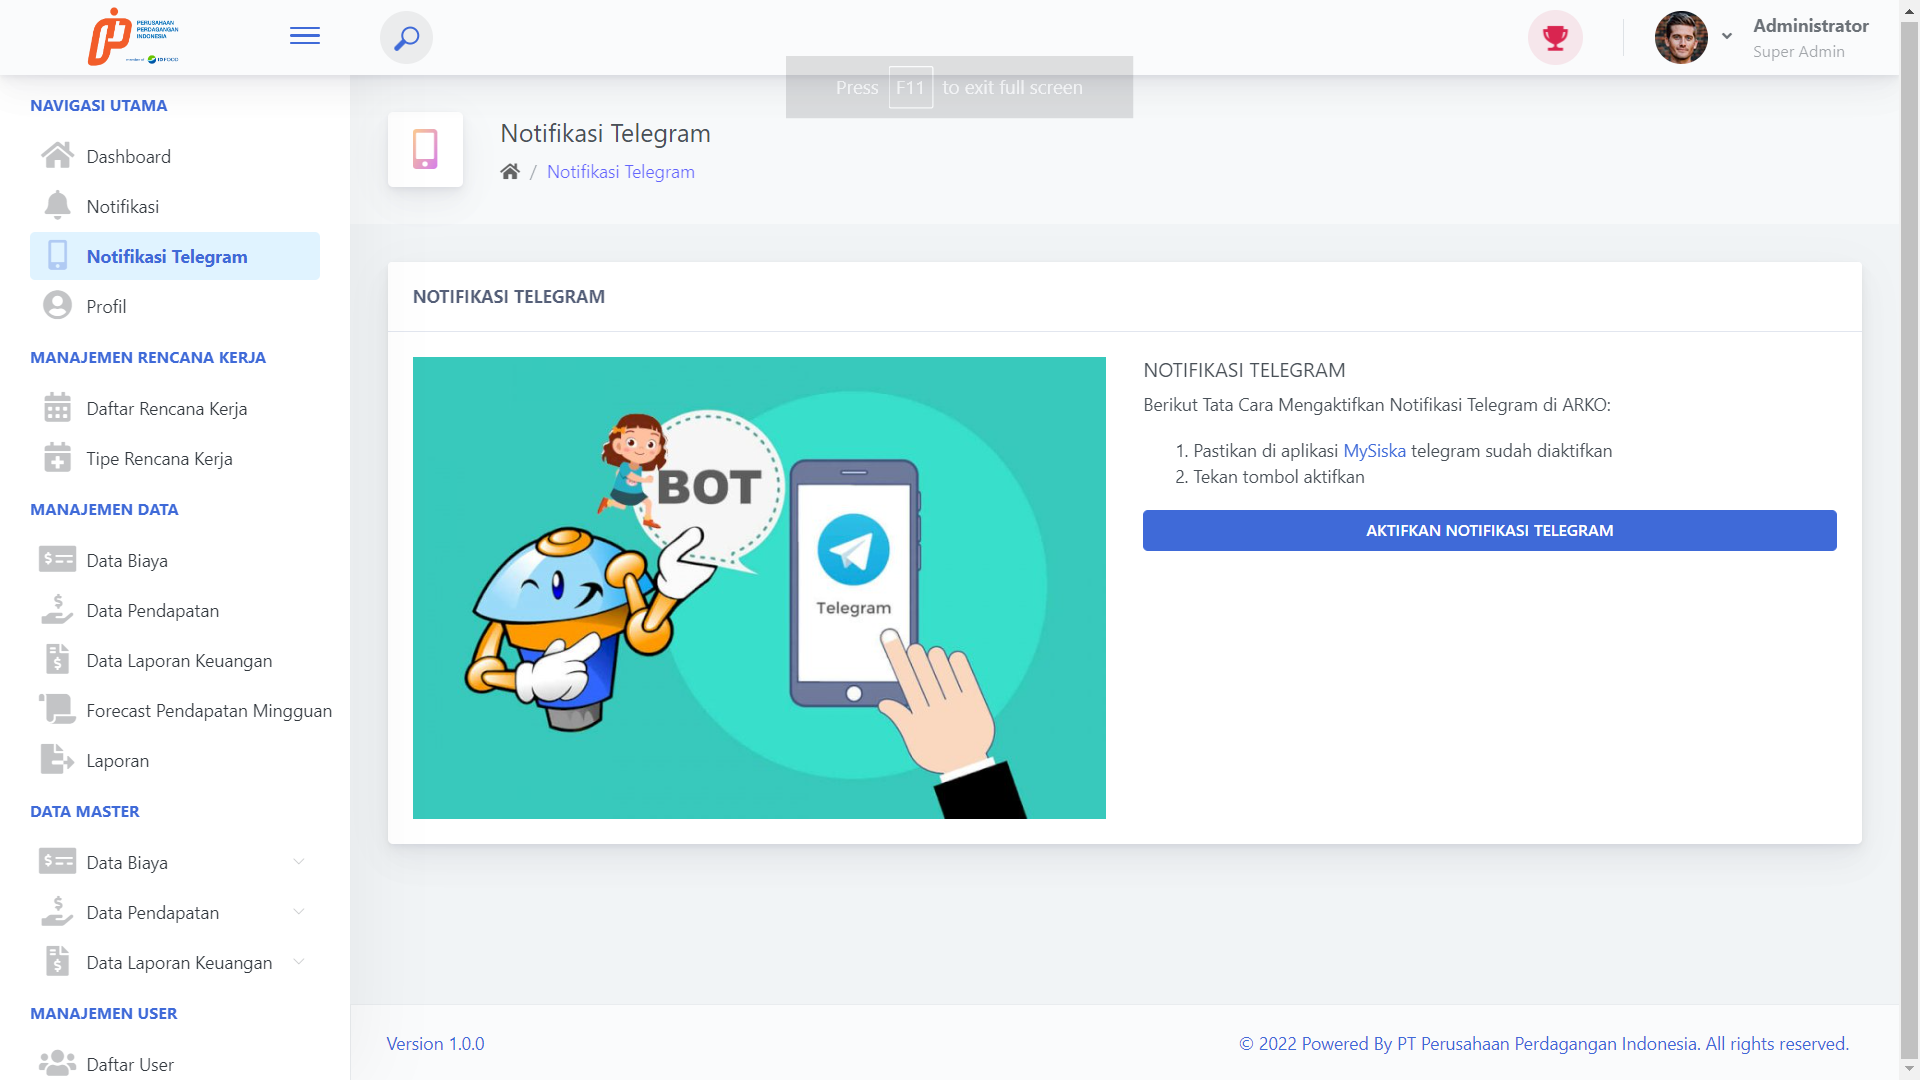 PERUSAHAAN
PERDAGANGAN
INDONESIA
ID FOOD
Administrator
Super Admin
Press F11 to exit full screen
NAVIGASI UTAMA
Dashboard
Notifikasi
Notifikasi Telegram
Profil
MANAJEMEN RENCANA KERJA
Daftar Rencana Kerja
Tipe Rencana Kerja
MANAJEMEN DATA
Data Biaya
Data Pendapatan
Data Laporan Keuangan
Forecast Pendapatan Mingguan
Laporan
DATA MASTER
Data Biaya
Data Pendapatan
Data Laporan Keuangan
MANAJEMEN USER
Daftar User
Notifikasi Telegram
/ Notifikasi Telegram
NOTIFIKASI TELEGRAM
BOT
Telegram
NOTIFIKASI TELEGRAM
Berikut Tata Cara Mengaktifkan Notifikasi Telegram di ARKO:
1. Pastikan di aplikasi MySiska telegram sudah diaktifkan
2. Tekan tombol aktifkan
AKTIFKAN NOTIFIKASI TELEGRAM
Version 1.0.0
© 2022 Powered By PT Perusahaan Perdagangan Indonesia. All rights reserved.